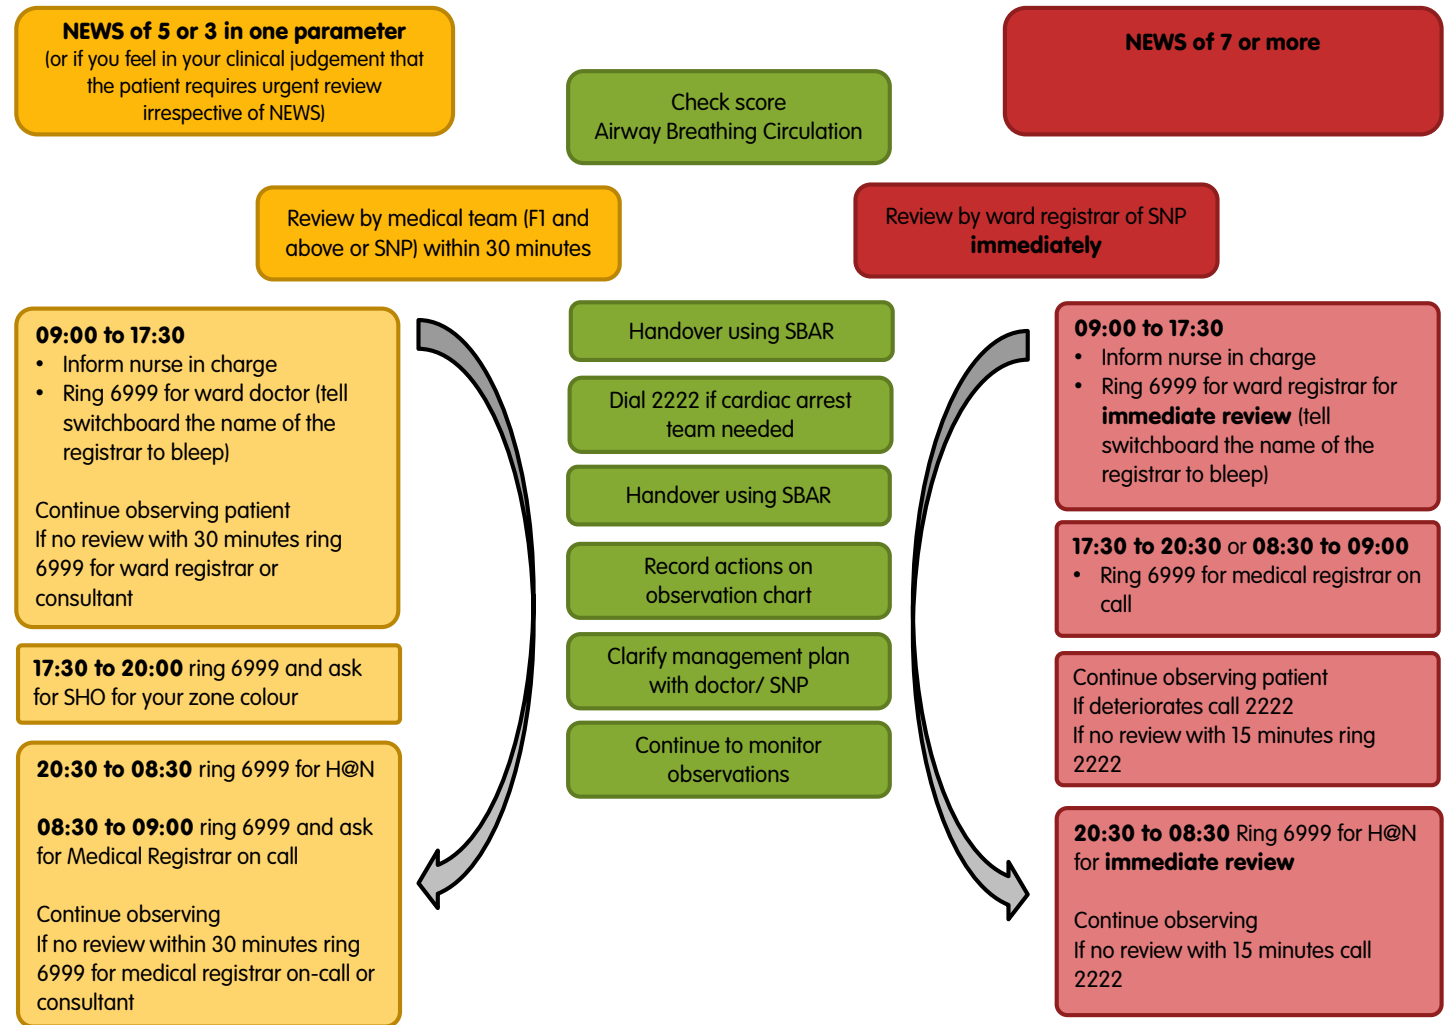 NEWS of 5 or 3 in one parameter
(or if you feel in your clinical judgement that
the patient requires urgent review
irrespective of NEWS)
NEWS of 7 or more
Check score
Airway Breathing Circulation
Review by medical team (F1 and
above or SNP) within 30 minutes
Review by ward registrar of SNP
immediately
09:00 to 17:30
• Inform nurse in charge
• Ring 6999 for ward doctor (tell
switchboard the name of the
registrar to bleep)
Continue observing patient
If no review with 30 minutes ring
6999 for ward registrar or
consultant
17:30 to 20:00 ring 6999 and ask
for SHO for your zone colour
20:30 to 08:30 ring 6999 for H@N
08:30 to 09:00 ring 6999 and ask
for Medical Registrar on call
Continue observing
If no review within 30 minutes ring
6999 for medical registrar on-call or
consultant
Handover using SBAR
Dial 2222 if cardiac arrest
team needed
Handover using SBAR
Record actions on
observation chart
Clarify management plan
with doctor/ SNP
Continue to monitor
observations
09:00 to 17:30
• Inform nurse in charge
• Ring 6999 for ward registrar for
immediate review (tell
switchboard the name of the
registrar to bleep)
17:30 to 20:30 or 08:30 to 09:00
• Ring 6999 for medical registrar on
call
Continue observing patient
If deteriorates call 2222
If no review with 15 minutes ring
2222
20:30 to 08:30 Ring 6999 for H@N
for immediate review
Continue observing
If no review with 15 minutes call
2222